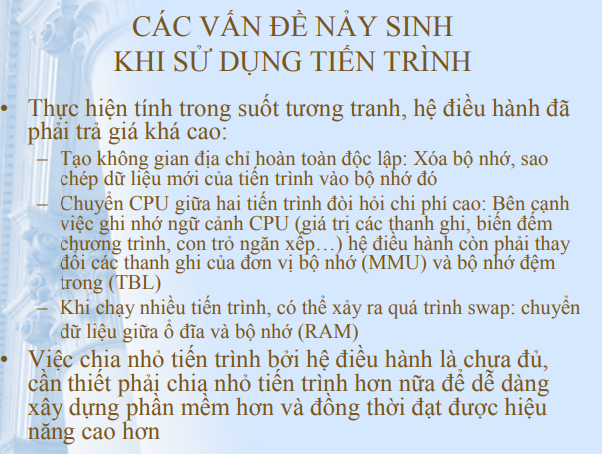 CÁC VẤN ĐỀ NẢY SINH
KHI SỬ DỤNG TIẾN TRÌNH
• Thực hiện tính trong suốt tương tranh, hệ điều hành đã
phải trả giá khá cao:
– Tạo không gian địa chỉ hoàn toàn độc lập: Xóa bộ nhớ, sao
chép dữ liệu mới của tiến trình vào bộ nhớ đó
– Chuyển CPU giữa hai tiến trình đòi hỏi chi phí cao: Bên cạnh
việc ghi nhớ ngữ cảnh CPU (giá trị các thanh ghi, biến đếm
chương trình, con trỏ ngăn xếp…) hệ điều hành còn phải thay
đổi các thanh ghi của đơn vị bộ nhớ (MMU) và bộ nhớ đệm
trong (TBL)
– Khi chạy nhiều tiến trình, có thể xảy ra quá trình swap: chuyển
dữ liệu giữa ổ đĩa và bộ nhớ (RAM)
• Việc chia nhỏ tiến trình bởi hệ điều hành là chưa đủ,
cần thiết phải chia nhỏ tiến trình hơn nữa để dễ dàng
xây dựng phần mềm hơn và đồng thời đạt được hiệu
năng cao hơn